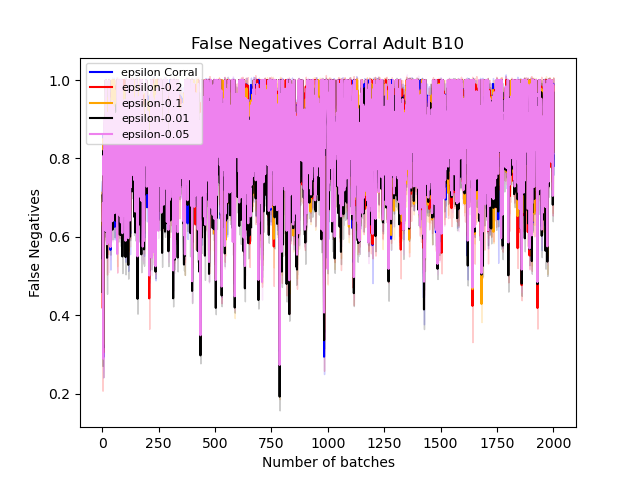 False Negatives Corral Adult B10
epsilon Corral
epsilon-0.2
epsilon-0.1
epsilon-0.01
epsilon-0.05
False Negatives
1.0
0.8
0.6
0.4
0.2
0 250 500 750 1000 1250 1500 1750 2000
Number of batches